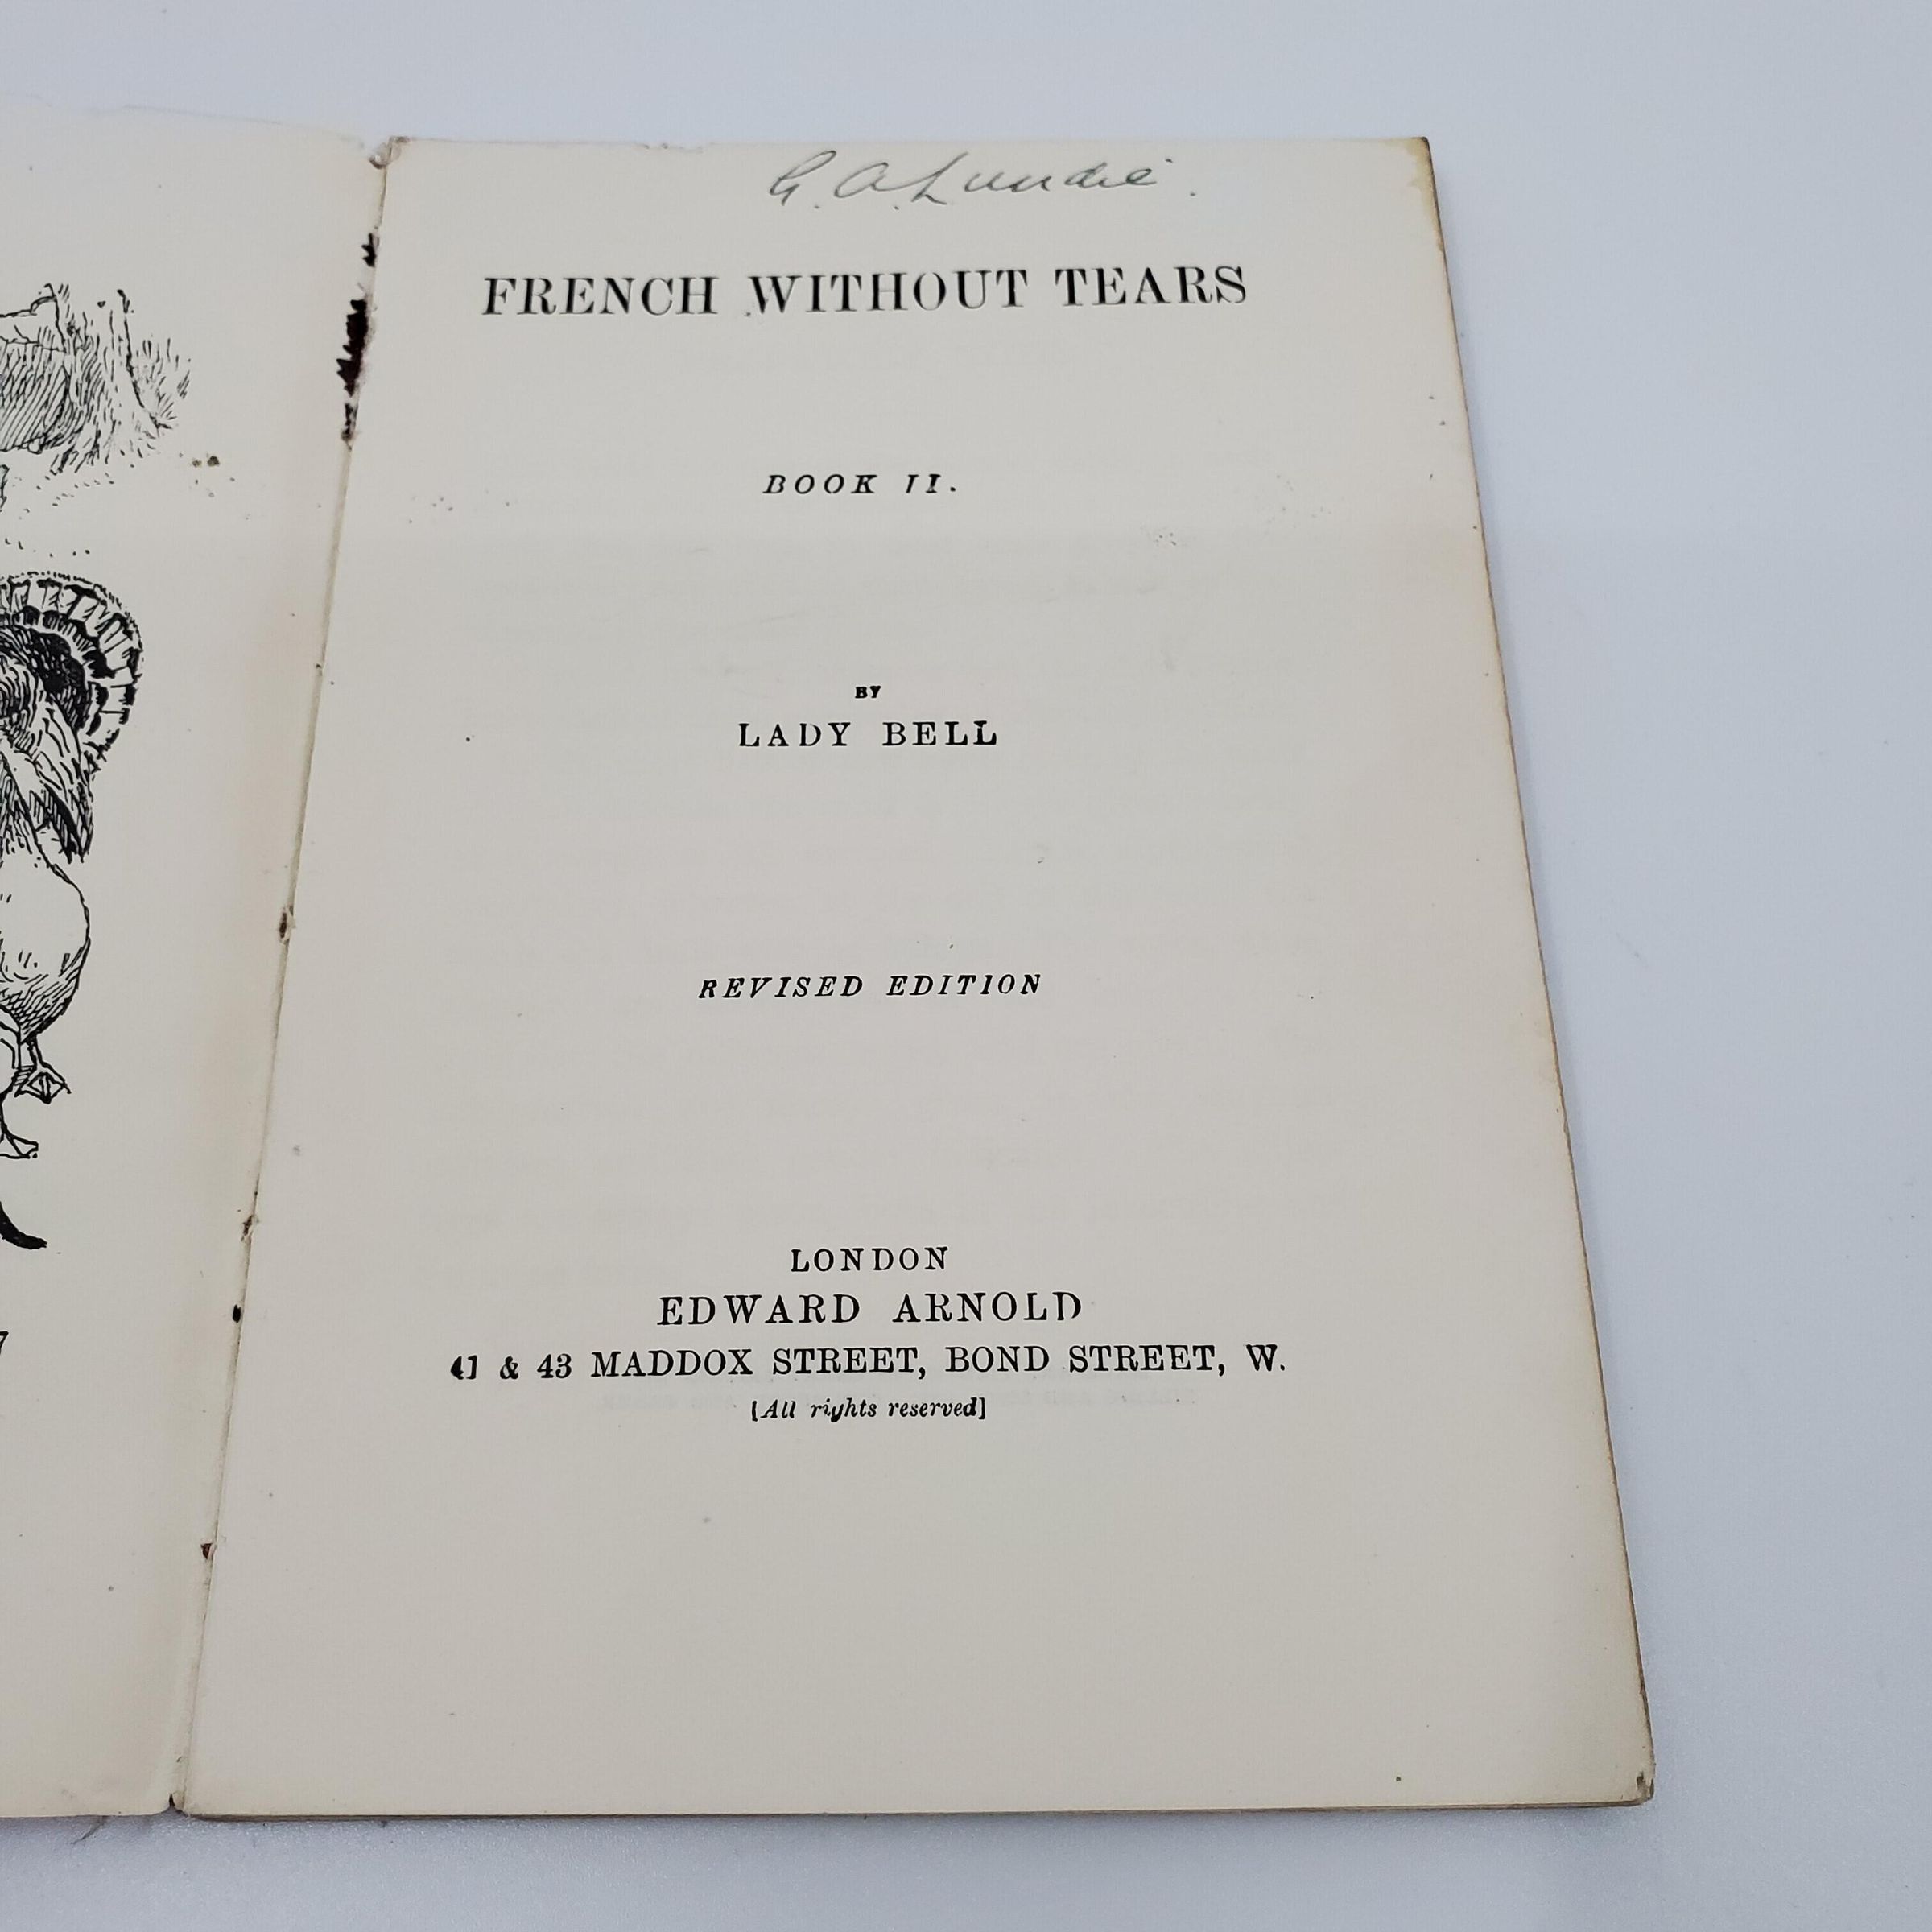 G. A. Lundie.
FRENCH WITHOUT TEARS
BOOK II.
BY
LADY BELL
REVISED EDITION
LONDON
EDWARD ARNOLD
41 & 43 MADDOX STREET, BOND STREET, W.
[All rights reserved]